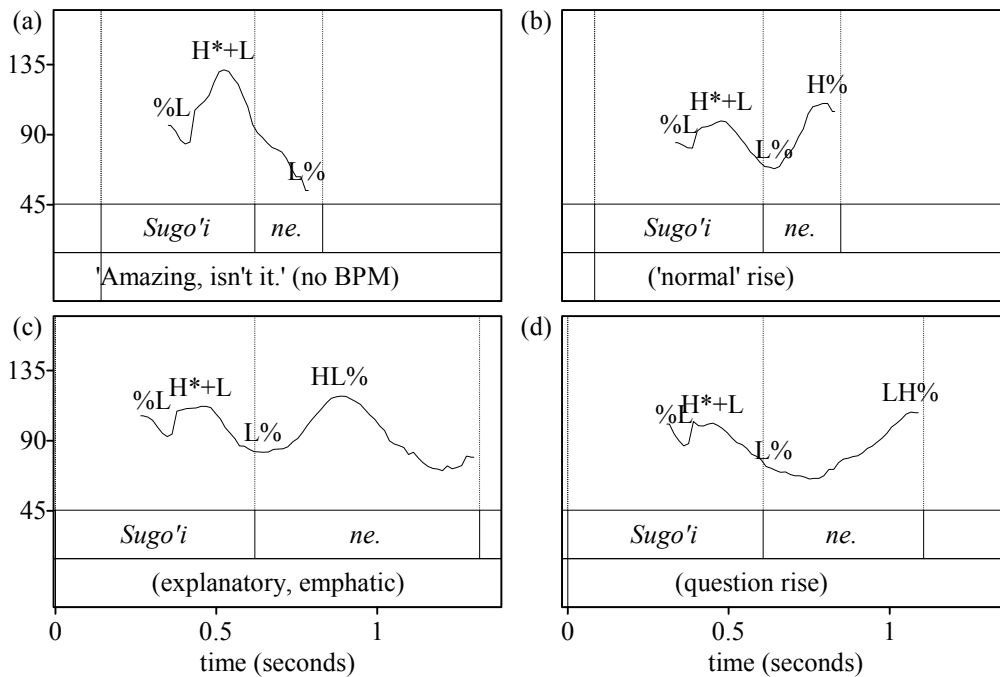 (a)
135
90
45
%L
H*+L
L%
Sugo'i ne.
'Amazing, isn't it.' (no BPM)
(b)
%L
H*+L
L%
H%
Sugo'i ne.
('normal' rise)
(c)
135
90
45
%L
H*+L
L%
HL%
Sugo'i ne.
(explanatory, emphatic)
0 0.5 1
time (seconds)
(d)
%L
H*+L
L%
LH%
Sugo'i ne.
(question rise)
0 0.5 1
time (seconds)